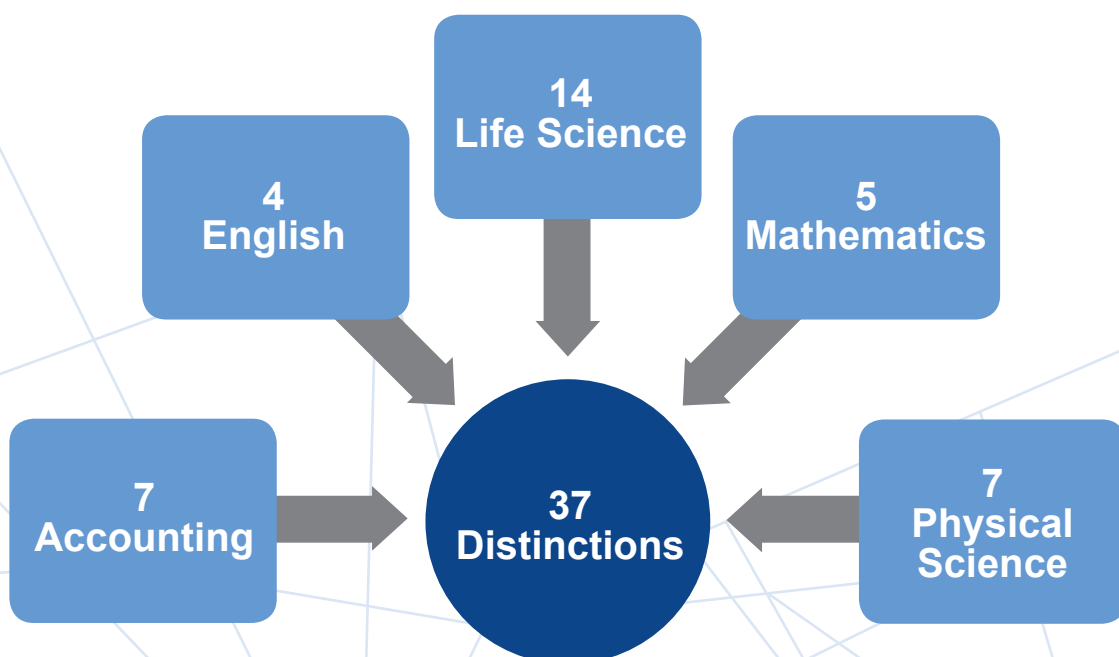 14
Life Science
4
English
5
Mathematics
7
Accounting
37
Distinctions
7
Physical
Science